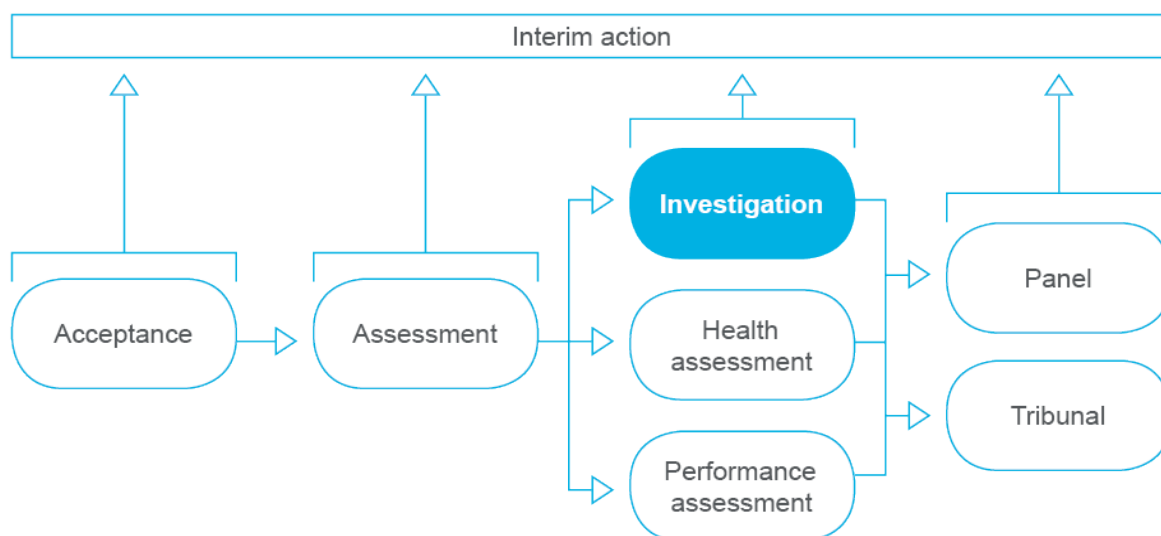 Interim action
Acceptance
Assessment
Investigation
Health
assessment
Performance
assessment
Panel
Tribunal